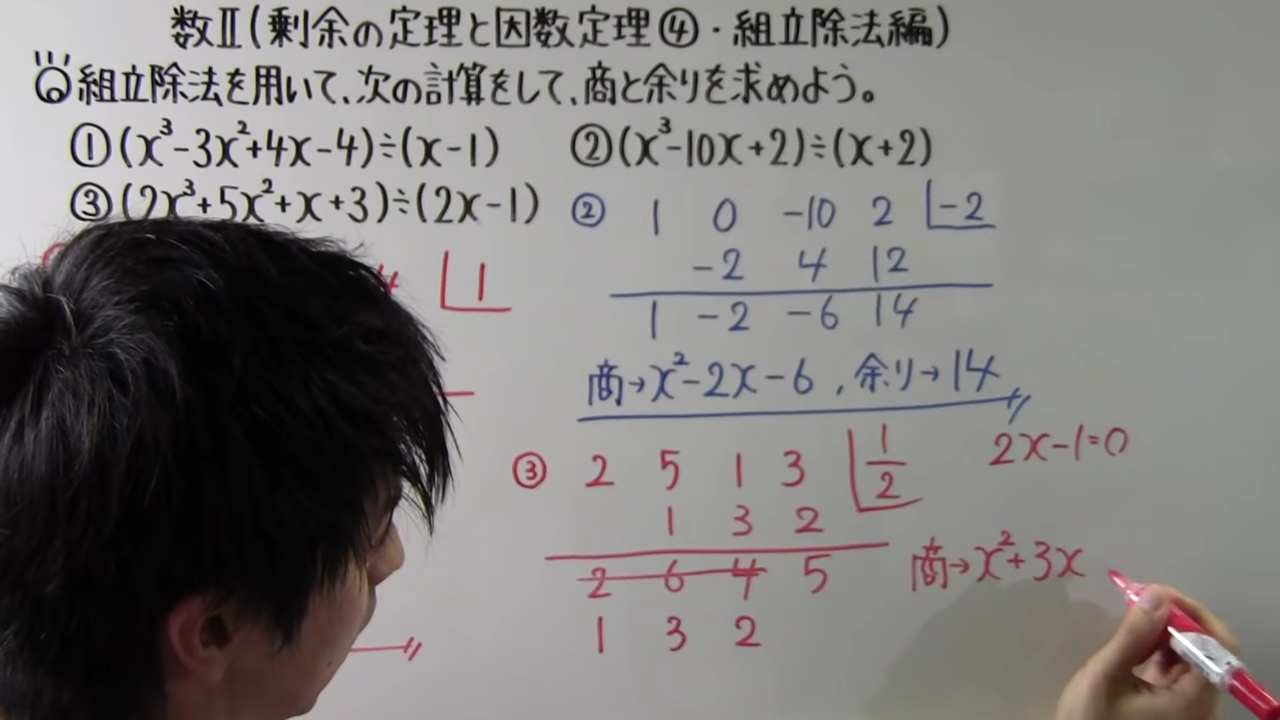 数Ⅱ(剰余の定理と因数定理④・組立除法編)
◎組立除法を用いて、次の計算をして、商と余りを求めよう。
①(x³-3x²+4x-4)÷(x-1)
②(x³-10x+2)÷(x+2)
③(2x³+5x²+x+3)÷(2x-1)
1
② 1 0 -10 2 -2
-2 4 12
1 -2 -6 14
商→x²-2x-6,余り→14
③ 2 5 1 3 1/2
1 3 2
2 6 4 5
1 3 2
2x-1=0
商→x²+3x